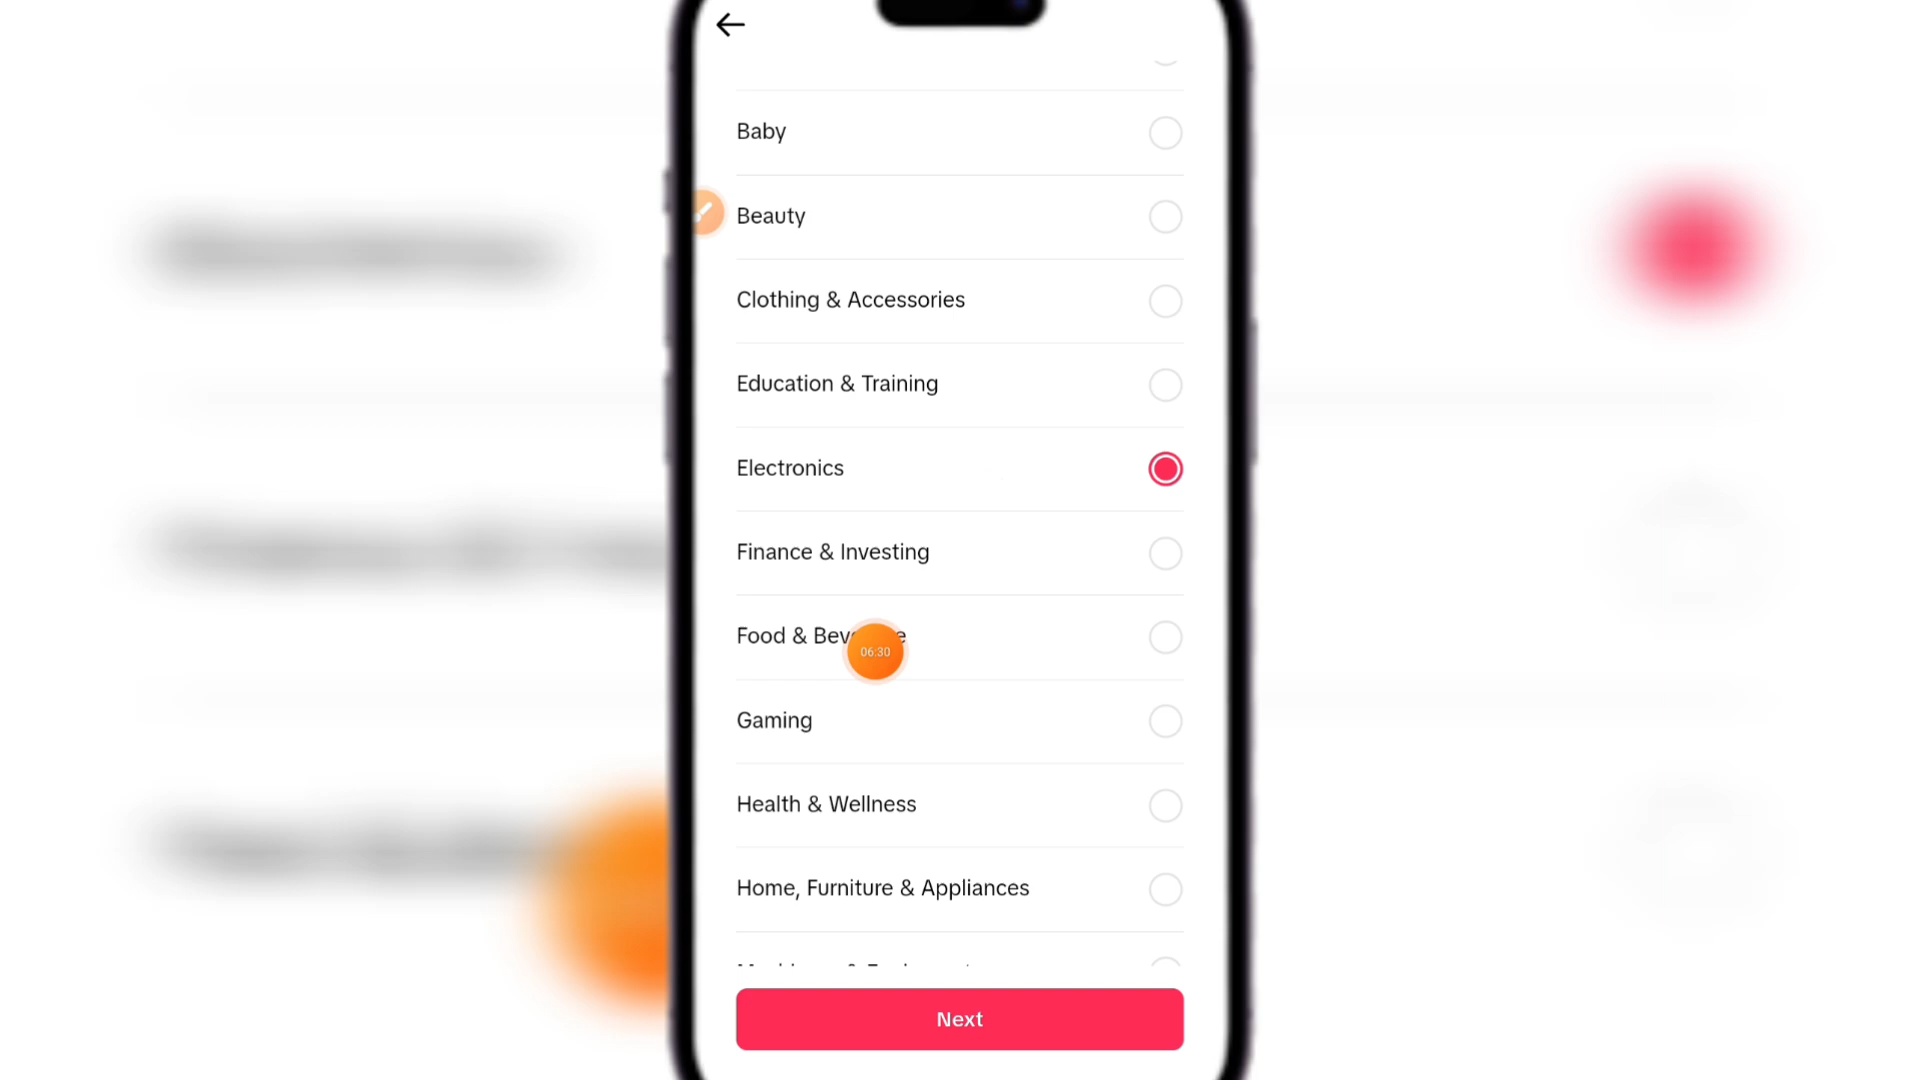 Baby
Beauty
Clothing & Accessories
Education & Training
Electronics
Finance & Investing
Food &
06:30
Gaming
Health & Wellness
Home, Furniture & Appliances
Next